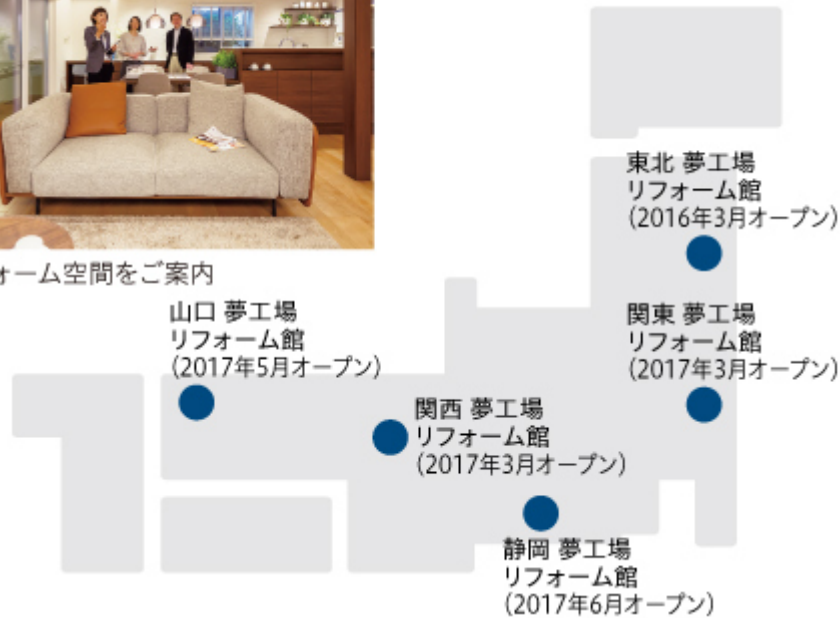 ォーム空間をご案内
東北 夢工場
リフォーム館
(2016年3月オープン)
山口 夢工場
リフォーム館
(2017年5月オープン)
関東 夢工場
リフォーム館
(2017年3月オープン)
関西 夢工場
リフォーム館
(2017年3月オープン)
静岡 夢工場
リフォーム館
(2017年6月オープン)